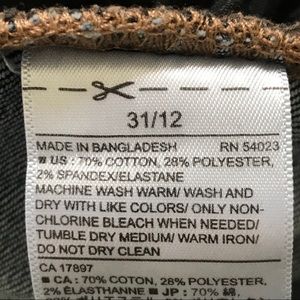 31/12
MADE IN BANGLADESH RN 54023
US : 70% COTTON, 28% POLYESTER,
2% SPANDEX/ELASTANE
MACHINE WASH WARM/ WASH AND
DRY WITH LIKE COLORS/ ONLY NON-
CHLORINE BLEACH WHEN NEEDED/
TUMBLE DRY MEDIUM/ WARM IRON/
DO NOT DRY CLEAN
CA 17897
CA : 70% COTON, 28% POLYESTER,
2% ÉLASTHANNE JP : 70% 綿,